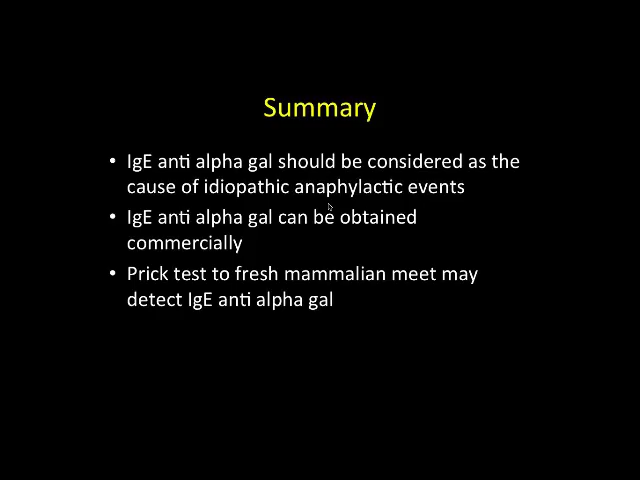 Summary
• IgE anti alpha gal should be considered as the
cause of idiopathic anaphylactic events
• IgE anti alpha gal can be obtained
commercially
• Prick test to fresh mammalian meet may
detect IgE anti alpha gal